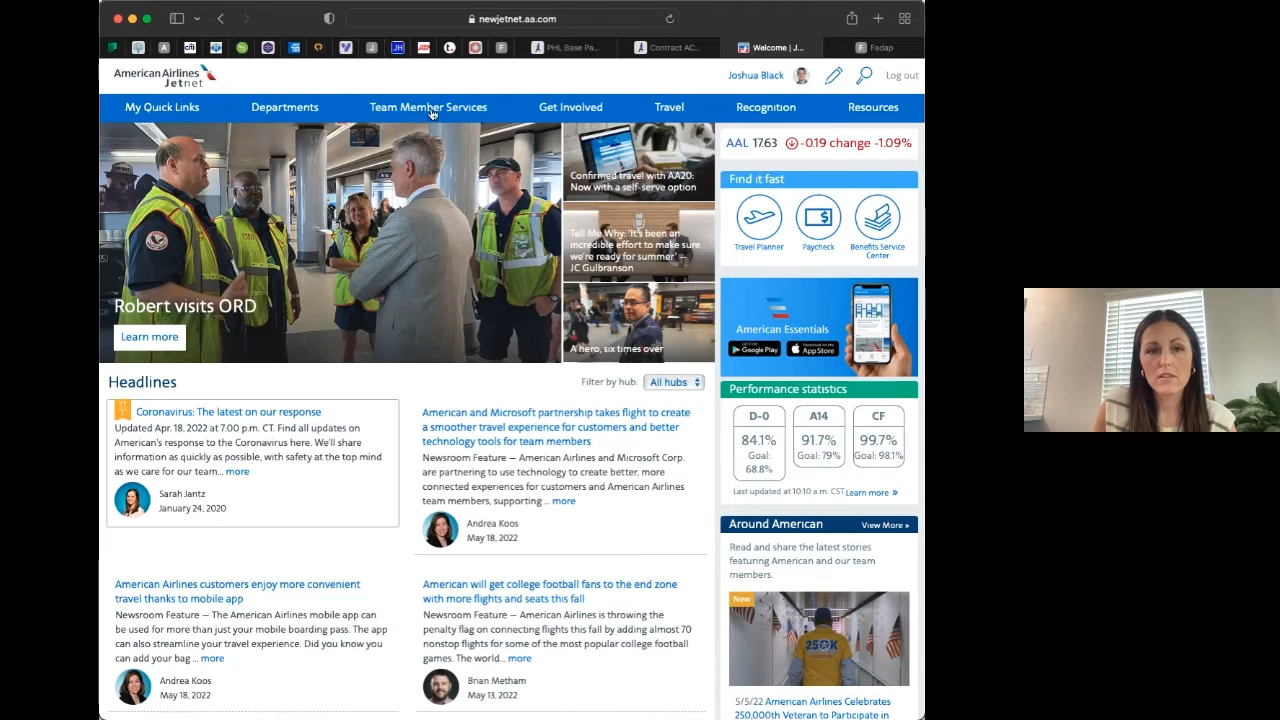 newjetnet.aa.com
citi
JH
PHL Base Pa...
Contract AC...
Welcome | J...
Fadap
American Airlines
Jetnet
Joshua Black
Log out
My Quick Links
Departments
Team Member Services
Get Involved
Travel
Recognition
Resources
Robert visits ORD
Learn more
Confirmed travel with AA20:
Now with a self-serve option
Tell Me Why: 'It's been an
incredible effort to make sure
we're ready for summer' —
JC Gulbranson
A hero, six times over
AAL 17.63 -0.19 change -1.09%
Find it fast
Travel Planner
Paycheck
Benefits Service
Center
American Essentials
Google Play
App Store
Performance statistics
D-0
84.1%
Goal:
68.8%
A14
91.7%
Goal: 79%
CF
99.7%
Goal: 98.1%
Last updated at 10:10 a.m. CST
Learn more »
Around American
View More »
Read and share the latest stories
featuring American and our team
members.
New
250K
5/5/22 American Airlines Celebrates
250,000th Veteran to Participate in
Headlines
Filter by hub:
All hubs
Coronavirus: The latest on our response
Updated Apr. 18, 2022 at 7:00 p.m. CT. Find all updates on
American's response to the Coronavirus here. We'll share
information as quickly as possible, with safety at the top mind
as we care for our team... more
Sarah Jantz
January 24, 2020
American and Microsoft partnership takes flight to create
a smoother travel experience for customers and better
technology tools for team members
Newsroom Feature — American Airlines and Microsoft Corp.
are partnering to use technology to create better, more
connected experiences for customers and American Airlines
team members, supporting ... more
Andrea Koos
May 18, 2022
American Airlines customers enjoy more convenient
travel thanks to mobile app
Newsroom Feature — The American Airlines mobile app can
be used for more than just your mobile boarding pass. The app
can also streamline your travel experience. Did you know you
can add your bag ... more
Andrea Koos
May 18, 2022
American will get college football fans to the end zone
with more flights and seats this fall
Newsroom Feature — American Airlines is throwing the
penalty flag on connecting flights this fall by adding almost 70
nonstop flights for some of the most popular college football
games. The world... more
Brian Metham
May 13, 2022